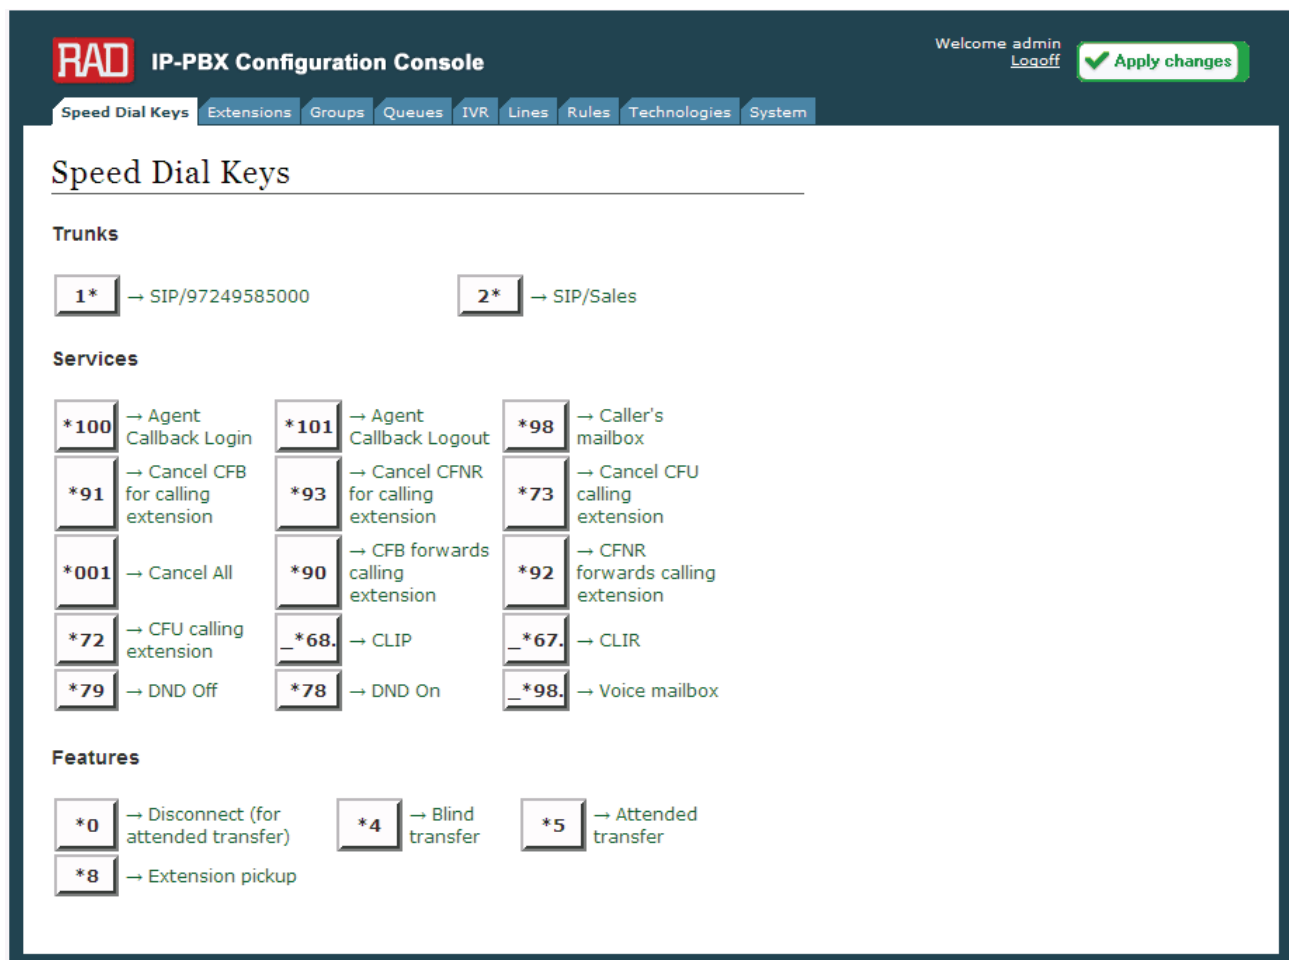 RAD IP-PBX Configuration Console
Welcome admin
Logoff
Apply changes
Speed Dial Keys Extensions Groups Queues IVR Lines Rules Technologies System
Speed Dial Keys
Trunks
1* → SIP/97249585000 2* → SIP/Sales
Services
*100 → Agent Callback Login *101 → Agent Callback Logout *98 → Caller's mailbox
*91 → Cancel CFB for calling extension *93 → Cancel CFNR for calling extension *73 → Cancel CFU calling extension
*001 → Cancel All *90 → CFB forwards calling extension *92 → CFNR forwards calling extension
*72 → CFU calling extension _*68. → CLIP _*67. → CLIR
*79 → DND Off *78 → DND On _*98. → Voice mailbox
Features
*0 → Disconnect (for attended transfer) *4 → Blind transfer *5 → Attended transfer
*8 → Extension pickup